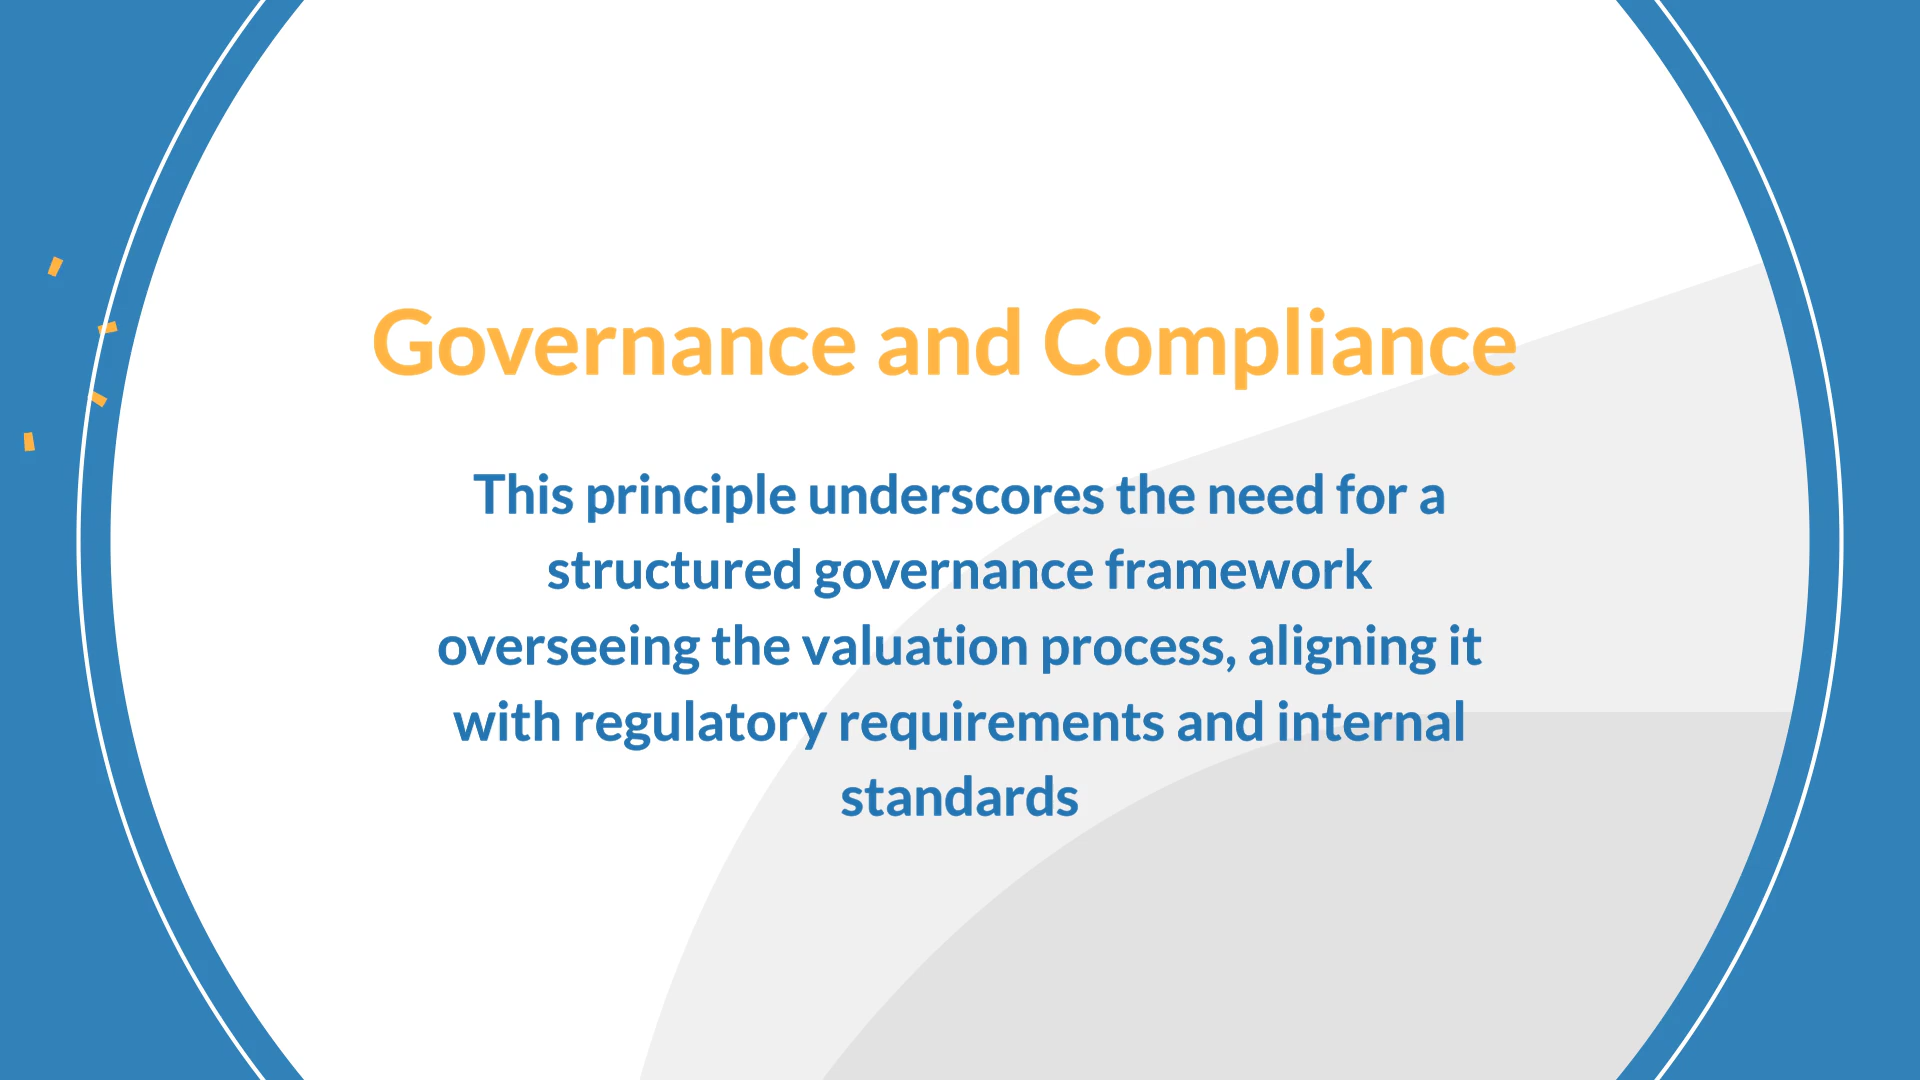 Governance and Compliance
This principle underscores the need for a
structured governance framework
overseeing the valuation process, aligning it
with regulatory requirements and internal
standards